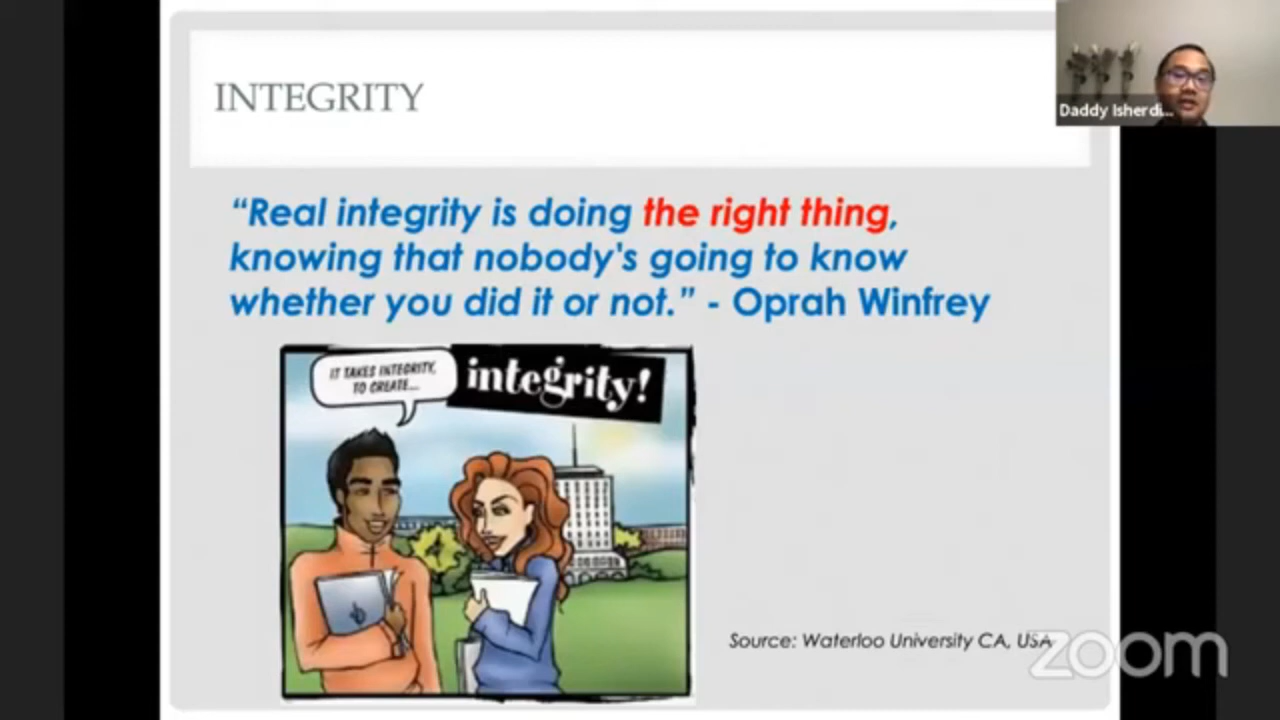 INTEGRITY
Daddy Isherdi...
“Real integrity is doing the right thing,
knowing that nobody's going to know
whether you did it or not.” - Oprah Winfrey
IT TAKES INTEGRITY,
TO CREATE...
integrity!
Source: Waterloo University CA, USA
zoom